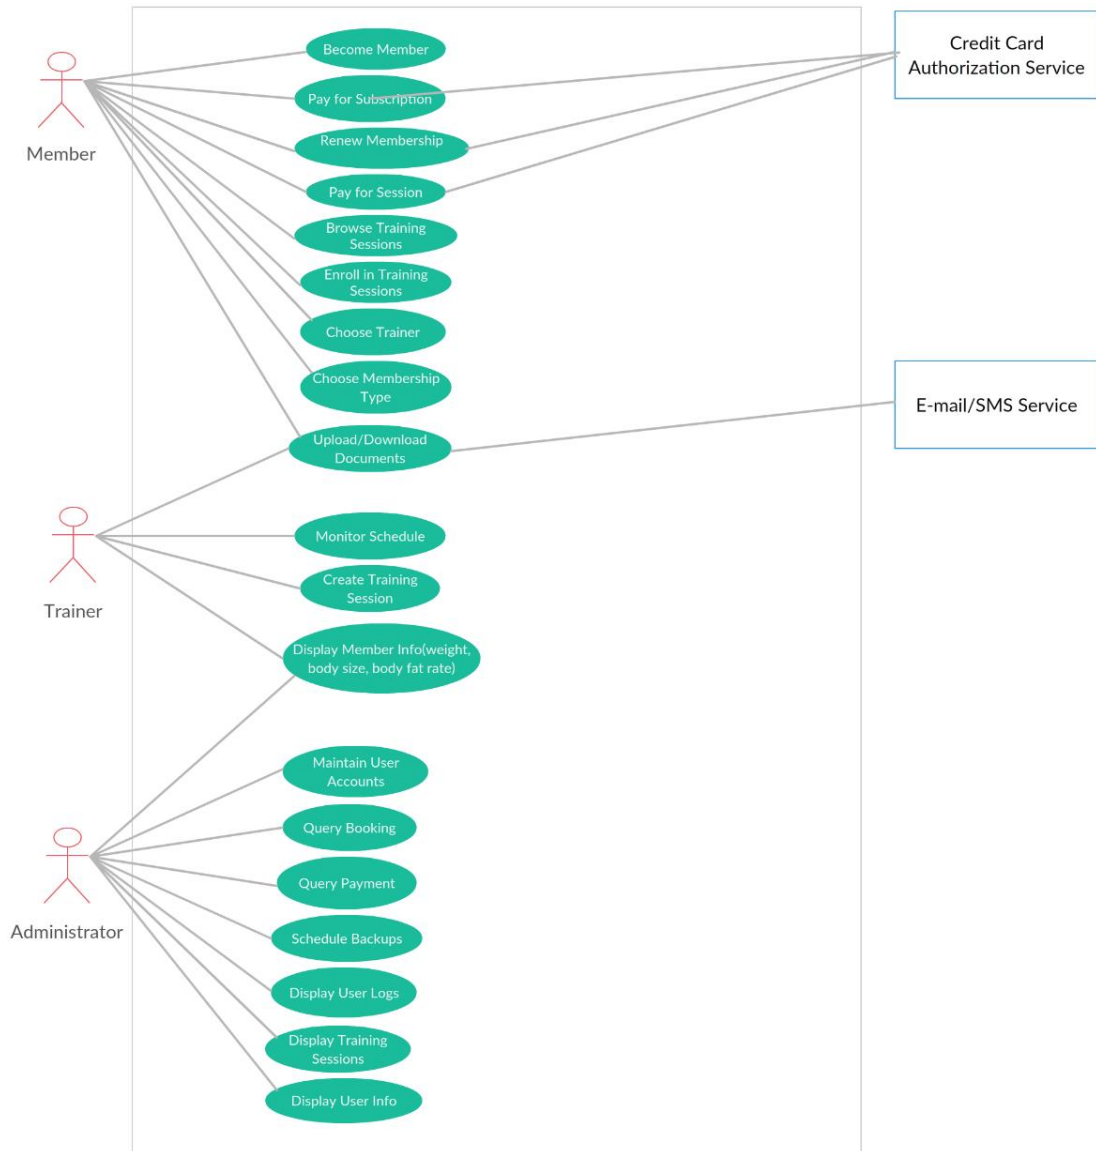 Become Member
Credit Card
Authorization Service
Pay for Subscription
Renew Membership
Member
Pay for Session
Browse Training
Sessions
Enroll in Training
Sessions
Choose Trainer
Choose Membership
Type
E-mail/SMS Service
Upload/Download
Documents
Monitor Schedule
Create Training
Session
Trainer
Display Member Info(weight,
body size, body fat rate)
Maintain User
Accounts
Query Booking
Query Payment
Administrator
Schedule Backups
Display User Logs
Display Training
Sessions
Display User Info